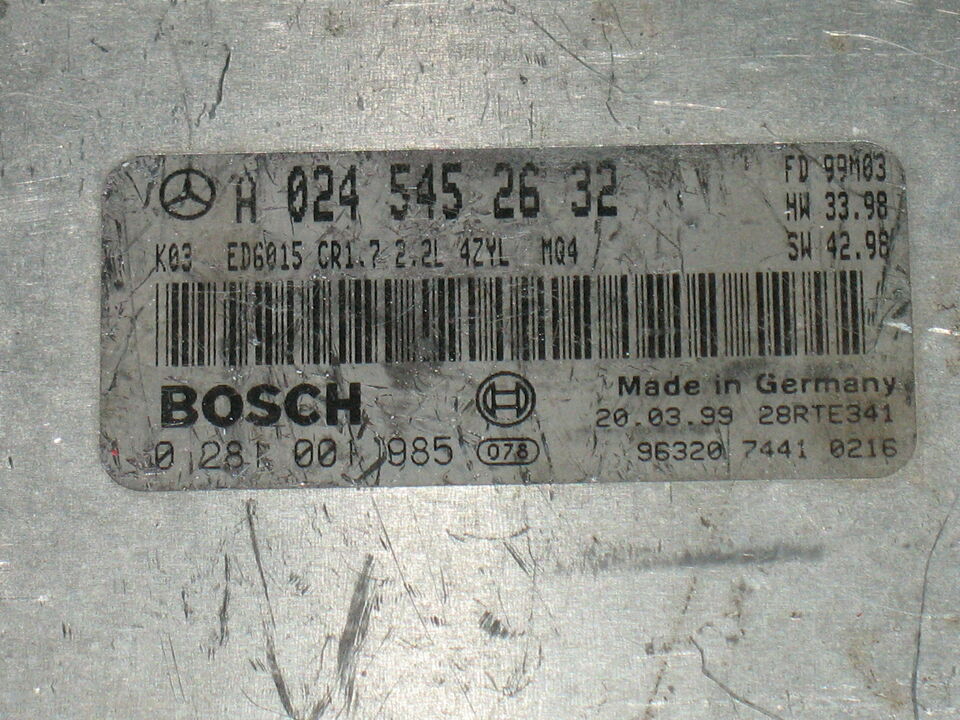 A 024 545 26 32
FD 99M03
HW 33.98
K03 ED6015 CR1.7 2.2L 4ZYL MQ4
SW 42.98
BOSCH
Made in Germany
20.03.99 28RTE341
0 281 001 985 078
96320 7441 0216